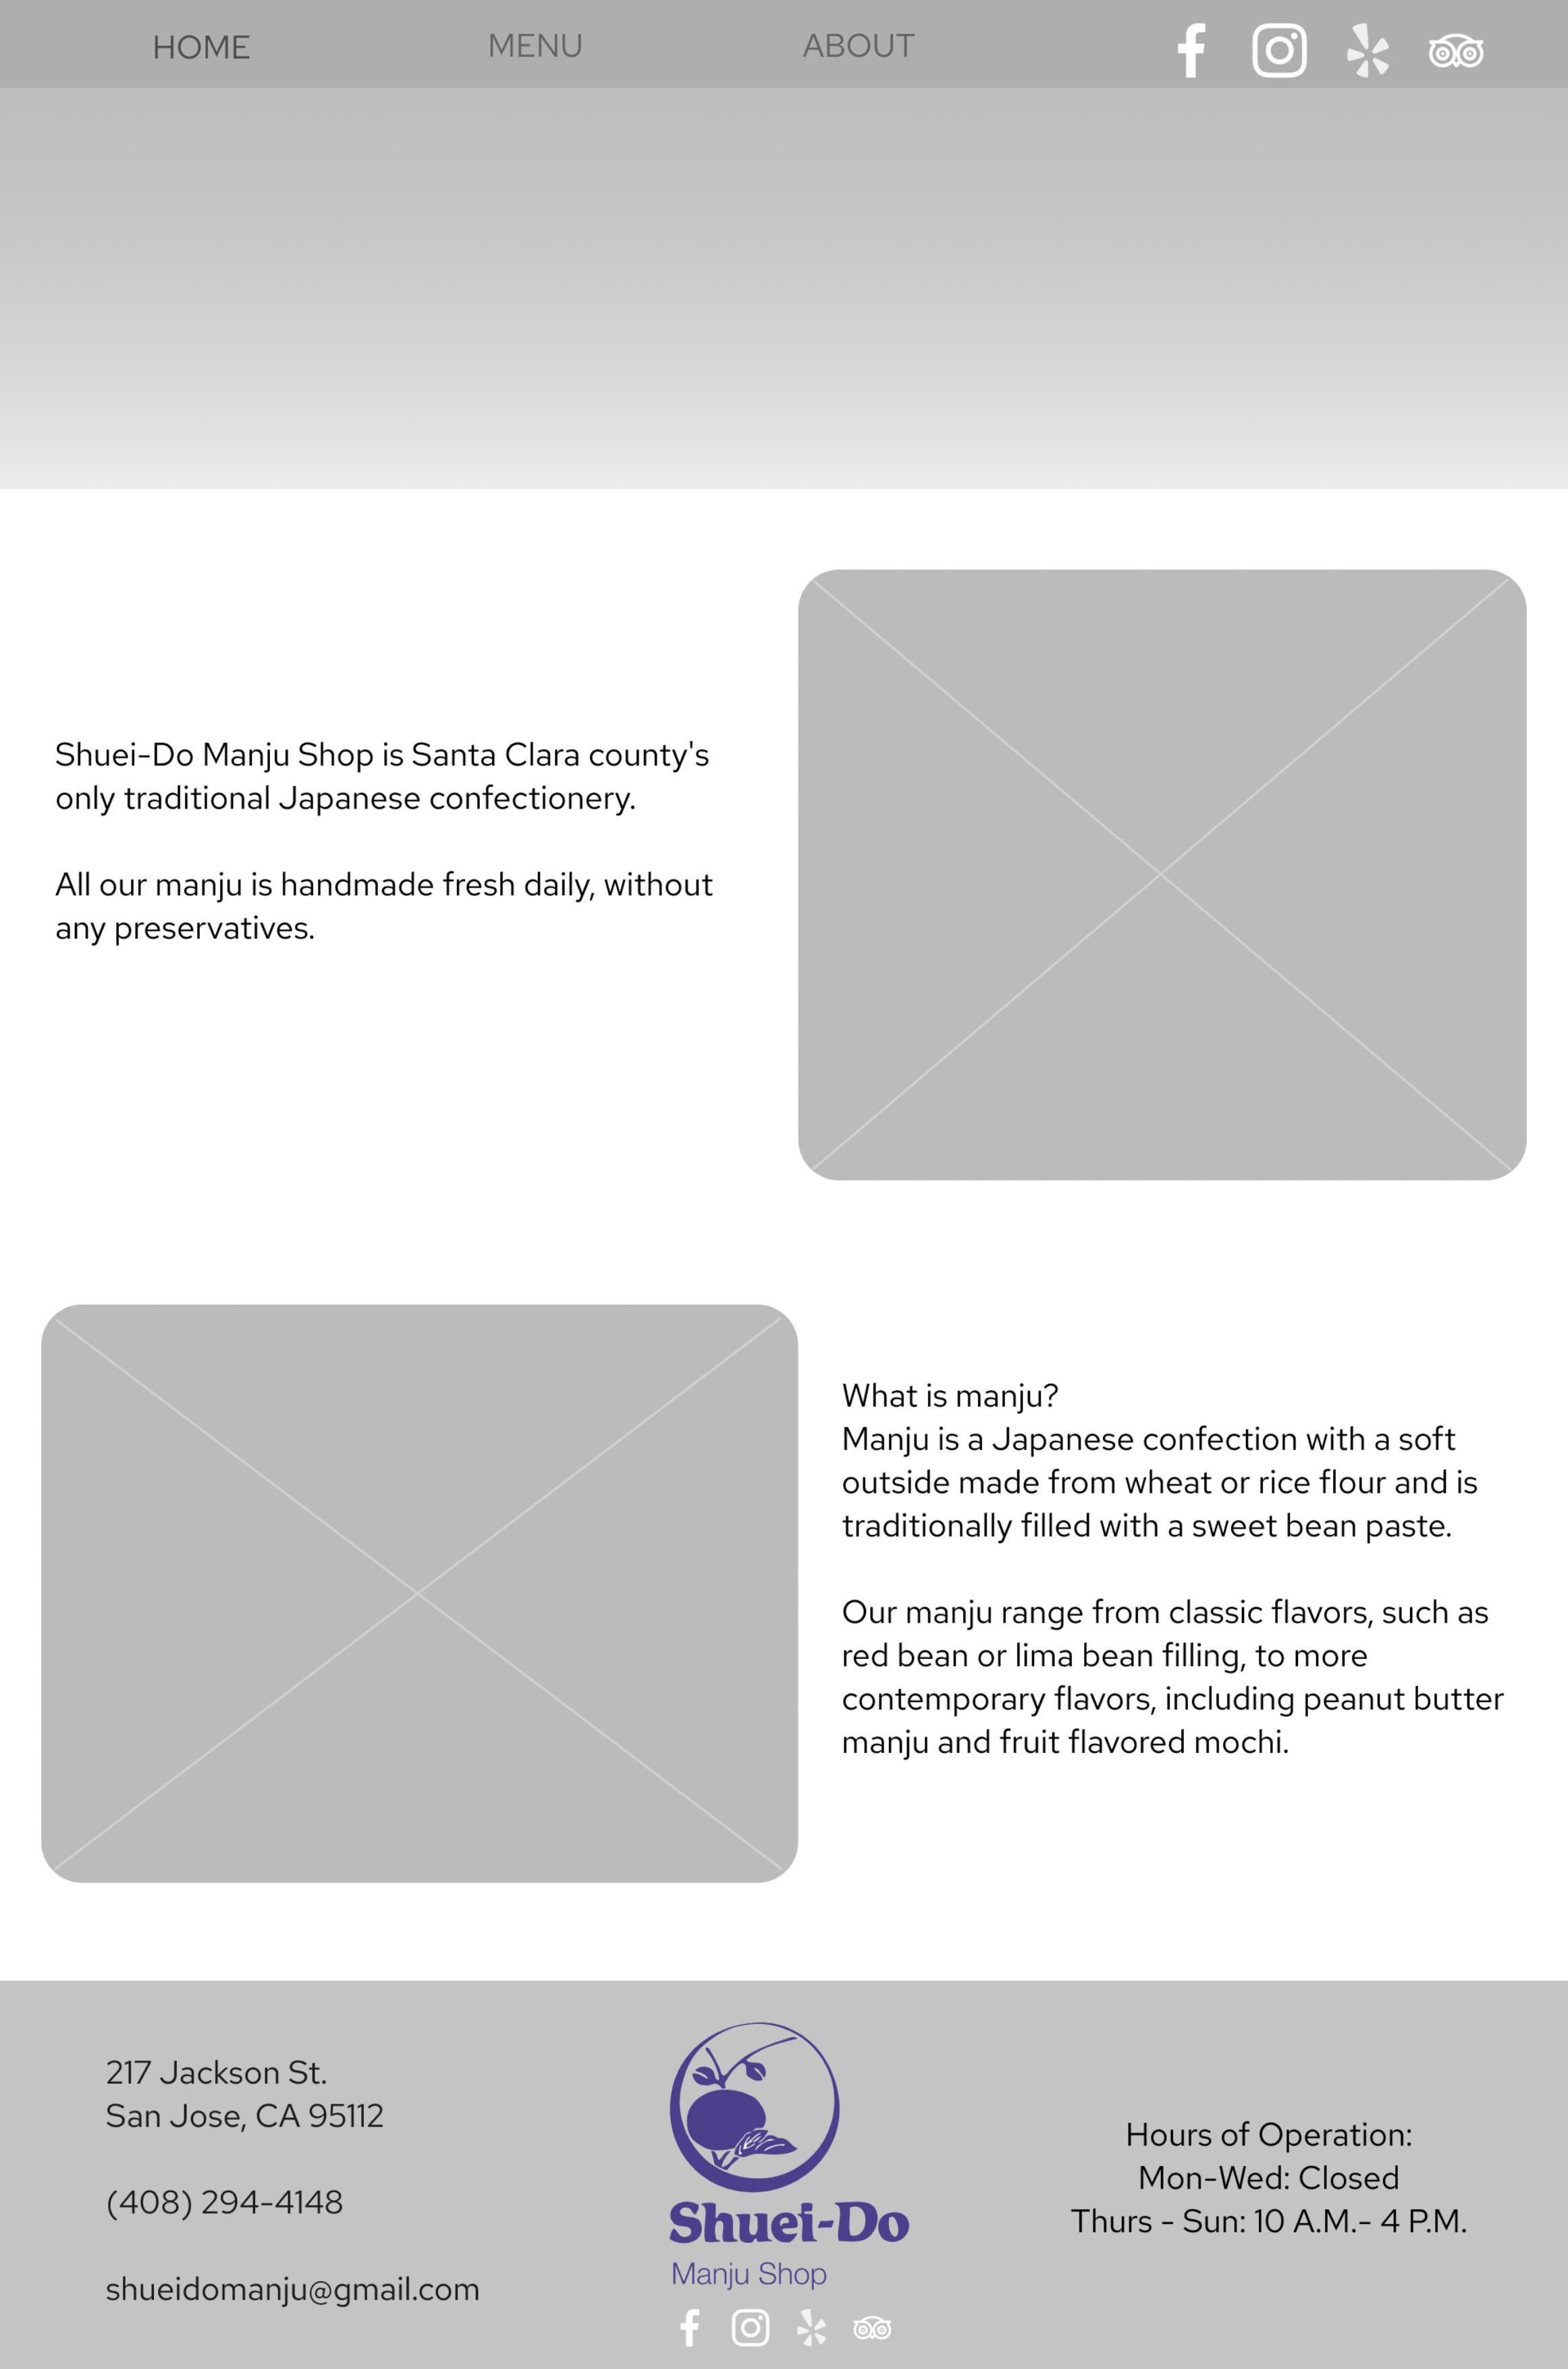 HOME
MENU
ABOUT
Shuei-Do Manju Shop is Santa Clara county's
only traditional Japanese confectionery.
All our manju is handmade fresh daily, without
any preservatives.
What is manju?
Manju is a Japanese confection with a soft
outside made from wheat or rice flour and is
traditionally filled with a sweet bean paste.
Our manju range from classic flavors, such as
red bean or lima bean filling, to more
contemporary flavors, including peanut butter
manju and fruit flavored mochi.
217 Jackson St.
San Jose, CA 95112
(408) 294-4148
shueidomanju@gmail.com
Shuei-Do
Manju Shop
Hours of Operation:
Mon-Wed: Closed
Thurs - Sun: 10 A.M.- 4 P.M.